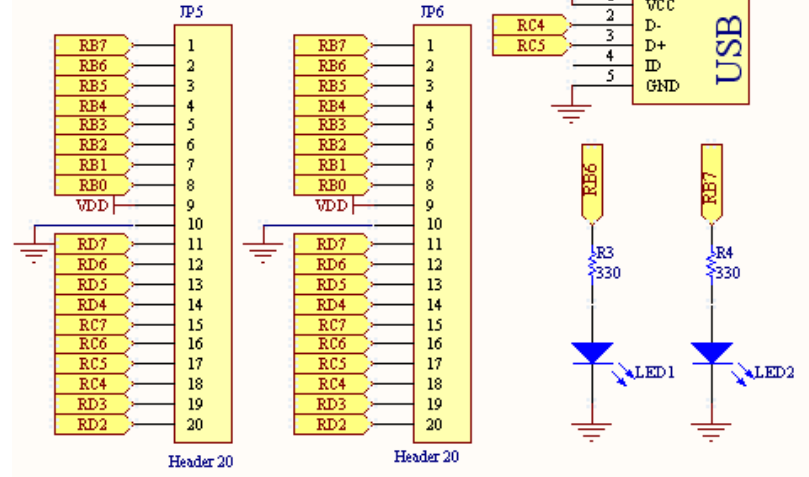 JP5
RB7 1
RB6 2
RB5 3
RB4 4
RB3 5
RB2 6
RB1 7
RB0 8
VDD 9
10
RD7 11
RD6 12
RD5 13
RD4 14
RC7 15
RC6 16
RC5 17
RC4 18
RD3 19
RD2 20
Header 20
JP6
RB7 1
RB6 2
RB5 3
RB4 4
RB3 5
RB2 6
RB1 7
RB0 8
VDD 9
10
RD7 11
RD6 12
RD5 13
RD4 14
RC7 15
RC6 16
RC5 17
RC4 18
RD3 19
RD2 20
Header 20
VCC
RC4 2 D-
RC5 3 D+
4 ID
5 GND
USB
RB6
R3
330
LED1
RB7
R4
330
LED2